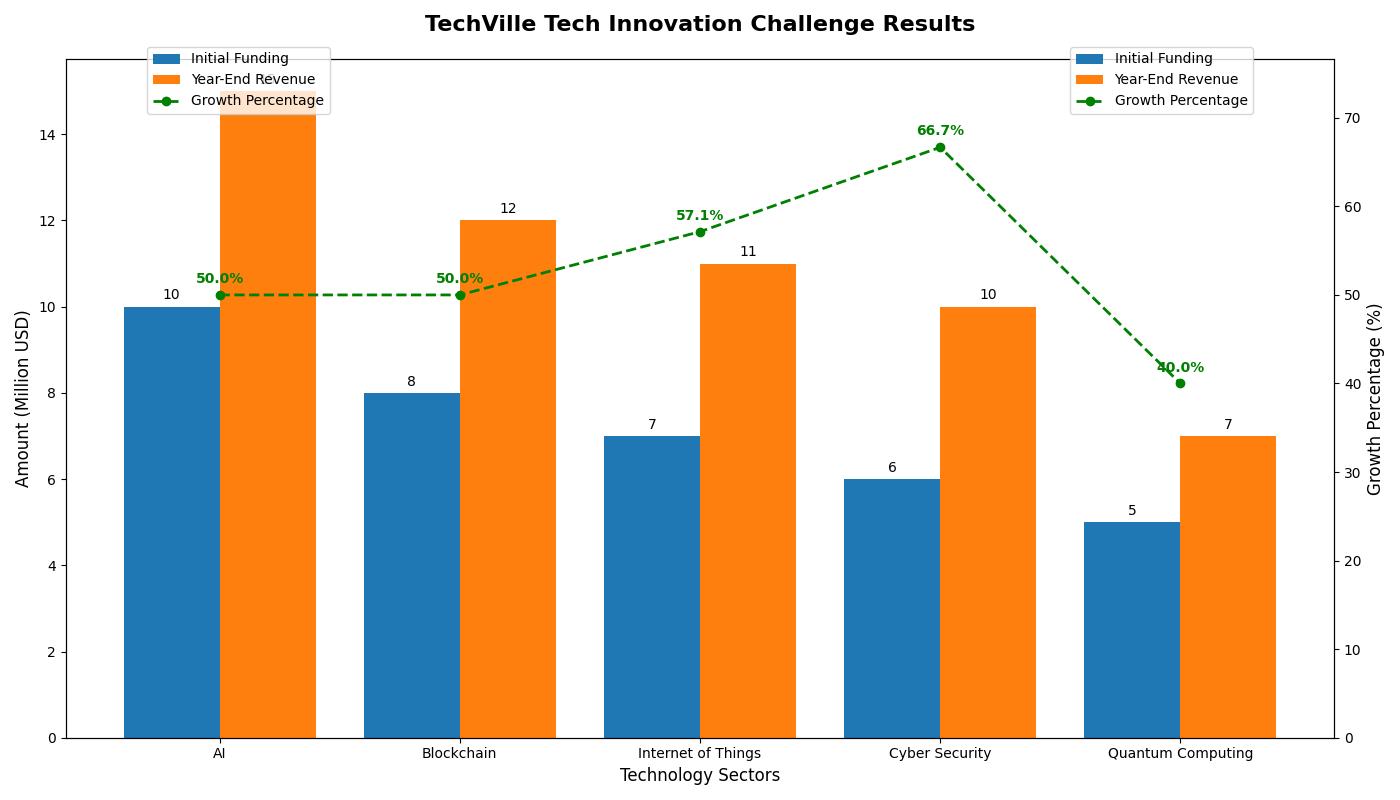 TechVille Tech Innovation Challenge Results
Initial Funding
Year-End Revenue
Growth Percentage
Initial Funding
Year-End Revenue
Growth Percentage
Amount (Million USD)
14
12
10
8
6
4
2
0
Growth Percentage (%)
70
60
50
40
30
20
10
0
10
8
12
7
11
6
10
5
7
50.0%
50.0%
57.1%
66.7%
40.0%
AI
Blockchain
Internet of Things
Cyber Security
Quantum Computing
Technology Sectors